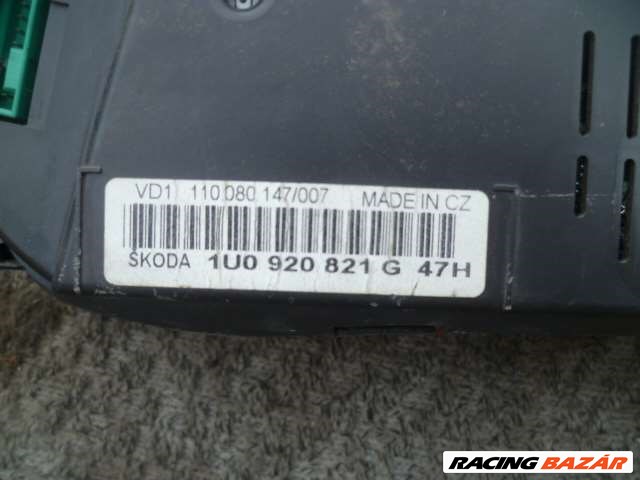 VD1 110.080.147/007 MADE IN CZ
ŠKODA 1U0 920 821 G 47H
RACING BAZÁR